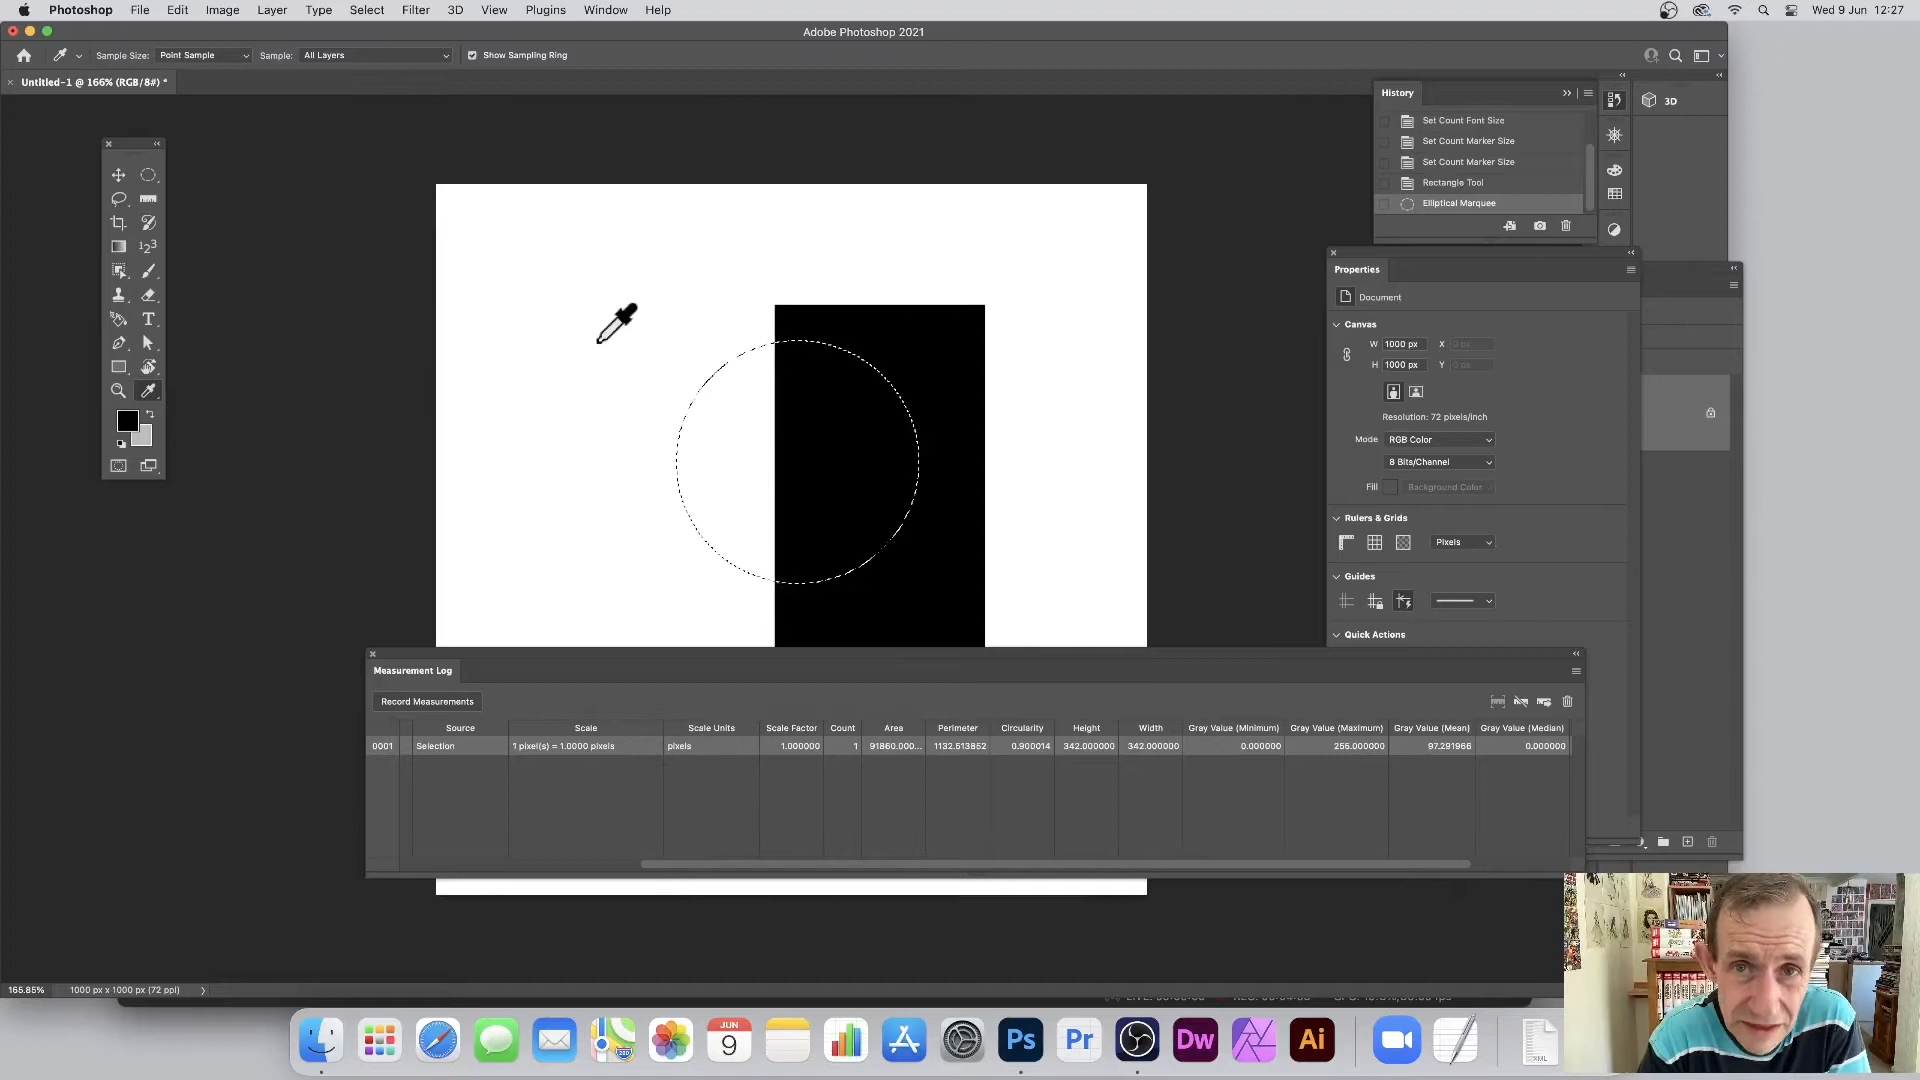 Photoshop File Edit Image Layer Type Select Filter 3D View Plugins Window Help Wed 9 Jun 12:27
Adobe Photoshop 2021
Sample Size: Point Sample Sample: All Layers Show Sampling Ring
Untitled-1 @ 166% (RGB/8#) *
History
3D
Set Count Font Size
Set Count Marker Size
Set Count Marker Size
Rectangle Tool
Elliptical Marquee
Properties
Document
Canvas
W 1000 px X 0 px
H 1000 px Y 0 px
Resolution: 72 pixels/inch
Mode RGB Color
8 Bits/Channel
Fill Background Color
Rulers & Grids
Pixels
Guides
Quick Actions
Measurement Log
Record Measurements
Source Scale Scale Units Scale Factor Count Area Perimeter Circularity Height Width Gray Value (Minimum) Gray Value (Maximum) Gray Value (Mean) Gray Value (Median)
0001 Selection 1 pixel(s) = 1.0000 pixels pixels 1.000000 1 91860.000... 1132.513852 0.900014 342.000000 342.000000 0.000000 255.000000 97.291966 0.000000
165.85% 1000 px x 1000 px (72 ppi)
JUN
9
280
Ps Pr Dw Ai
XML